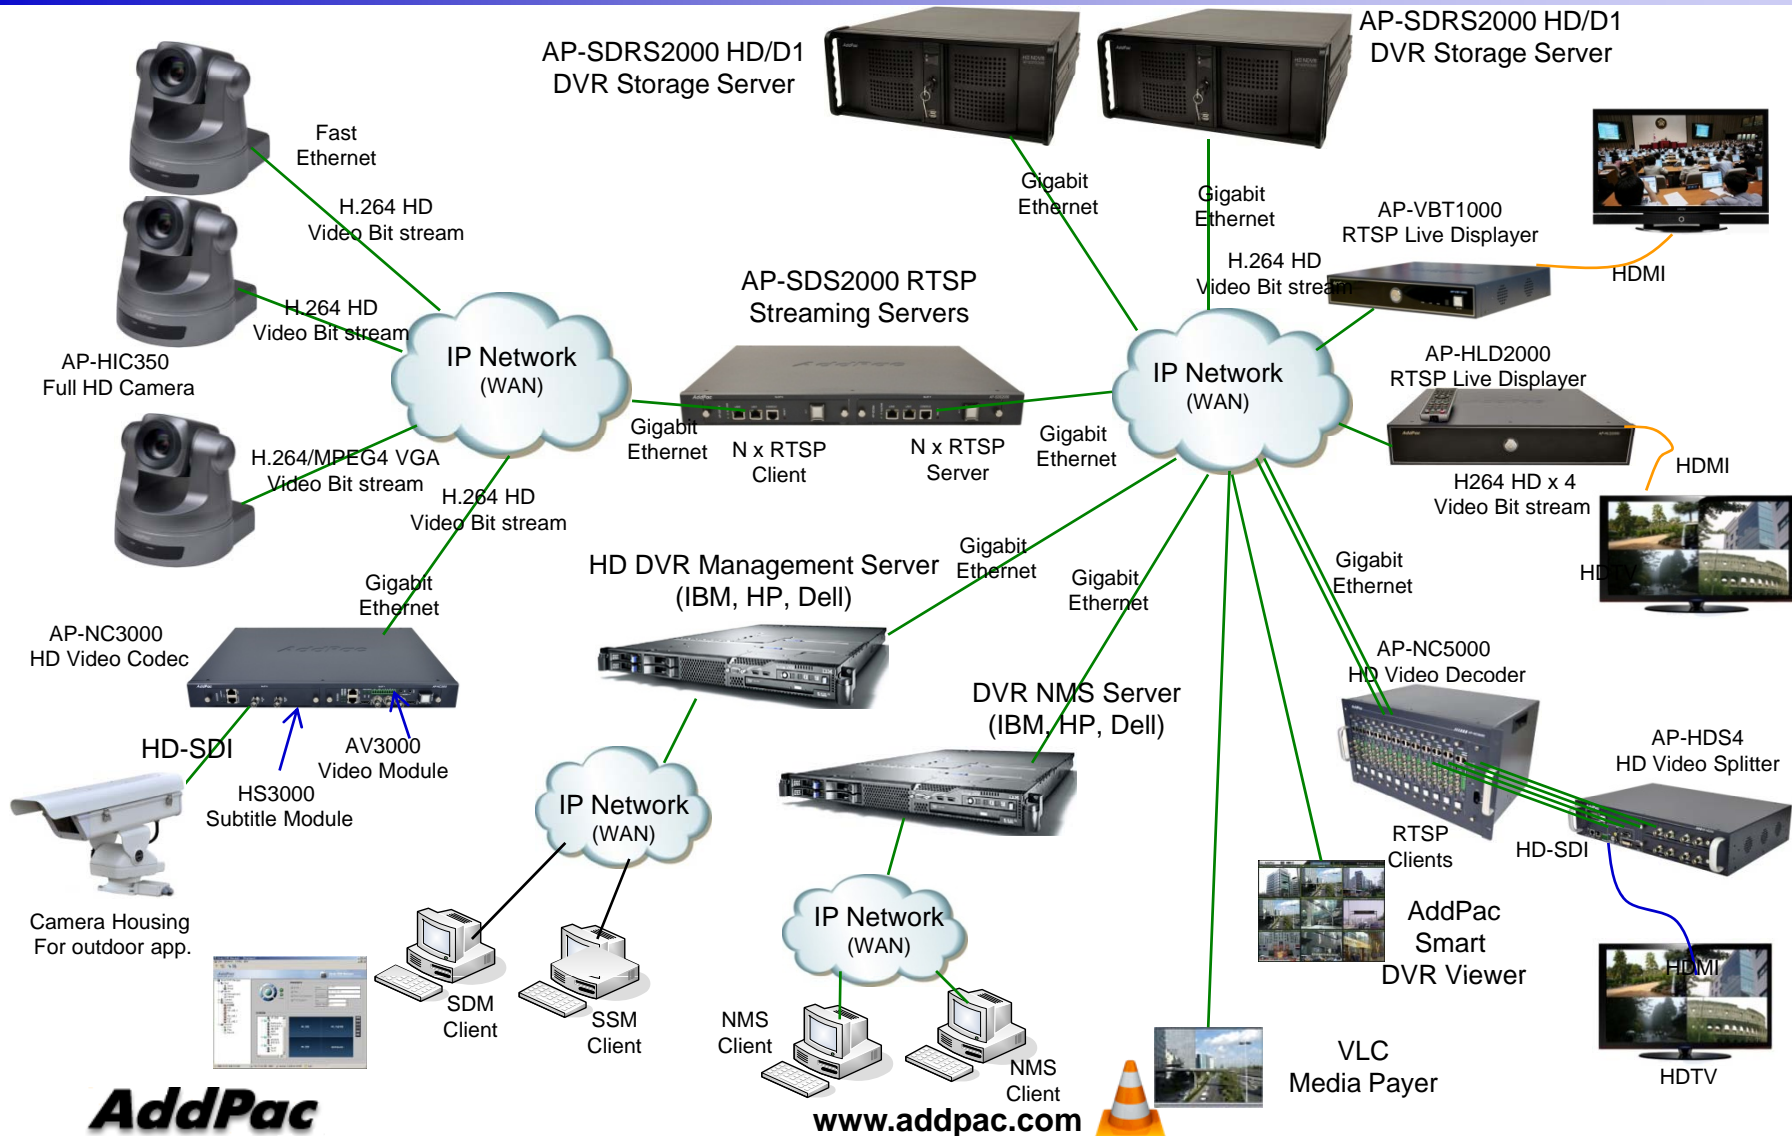 AP-SDRS2000 HD/D1
DVR Storage Server
AP-SDRS2000 HD/D1
DVR Storage Server
Fast
Ethernet
H.264 HD
Video Bit stream
Gigabit
Ethernet
Gigabit
Ethernet
AP-VBT1000
RTSP Live Displayer
HDMI
H.264 HD
Video Bit stream
AP-SDS2000 RTSP
Streaming Servers
H.264 HD
Video Bit stream
AP-HIC350
Full HD Camera
IP Network
(WAN)
AddPac
IP Network
(WAN)
AP-HLD2000
RTSP Live Displayer
AddPac
Gigabit
Ethernet
N x RTSP
Client
N x RTSP
Server
Gigabit
Ethernet
HDMI
H264 HD x 4
Video Bit stream
H.264/MPEG4 VGA
Video Bit stream
H.264 HD
Video Bit stream
HD DVR Management Server
(IBM, HP, Dell)
Gigabit
Ethernet
Gigabit
Ethernet
Gigabit
Ethernet
HDTV
Gigabit
Ethernet
AP-NC3000
HD Video Codec
AddPac
AP-NC5000
HD Video Decoder
DVR NMS Server
(IBM, HP, Dell)
HD-SDI
AV3000
Video Module
HS3000
Subtitle Module
AP-HDS4
HD Video Splitter
IP Network
(WAN)
RTSP
Clients
HD-SDI
Camera Housing
For outdoor app.
IP Network
(WAN)
AddPac
Smart
DVR Viewer
HDMI
SDM
Client
SSM
Client
NMS
Client
NMS
Client
VLC
Media Payer
HDTV
AddPac
www.addpac.com